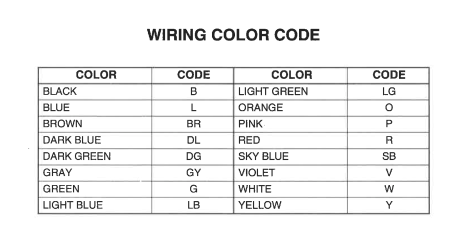 WIRING COLOR CODE
COLOR CODE COLOR CODE
BLACK B LIGHT GREEN LG
BLUE L ORANGE O
BROWN BR PINK P
DARK BLUE DL RED R
DARK GREEN DG SKY BLUE SB
GRAY GY VIOLET V
GREEN G WHITE W
LIGHT BLUE LB YELLOW Y